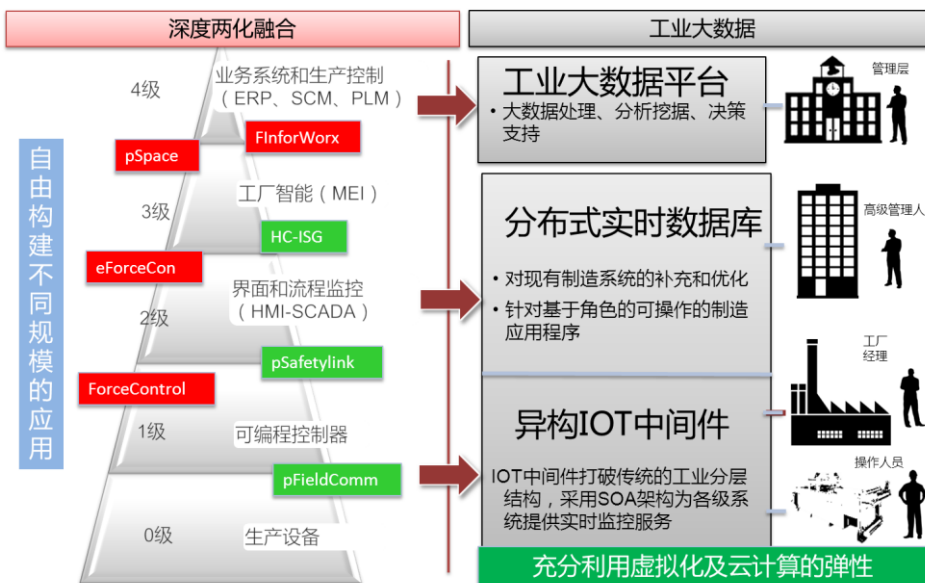 深度两化融合
工业大数据
自由构建不同规模的应用
4级
业务系统和生产控制
（ERP、SCM、PLM）
FInforWorx
pSpace
3级
工厂智能（MEI）
HC-ISG
eForceCon
界面和流程监控
（HMI-SCADA）
2级
pSafetylink
ForceControl
1级
可编程控制器
pFieldComm
0级
生产设备
工业大数据平台
• 大数据处理、分析挖据、决策
支持
管理层
分布式实时数据库
• 对现有制造系统的补充和优化
• 针对基于角色的可操作的制造
应用程序
高级管理人
工厂
经理
异构IOT中间件
IOT中间件打破传统的工业分层
结构，采用SOA架构为各级系
统提供实时监控服务
操作人员
充分利用虚拟化及云计算的弹性